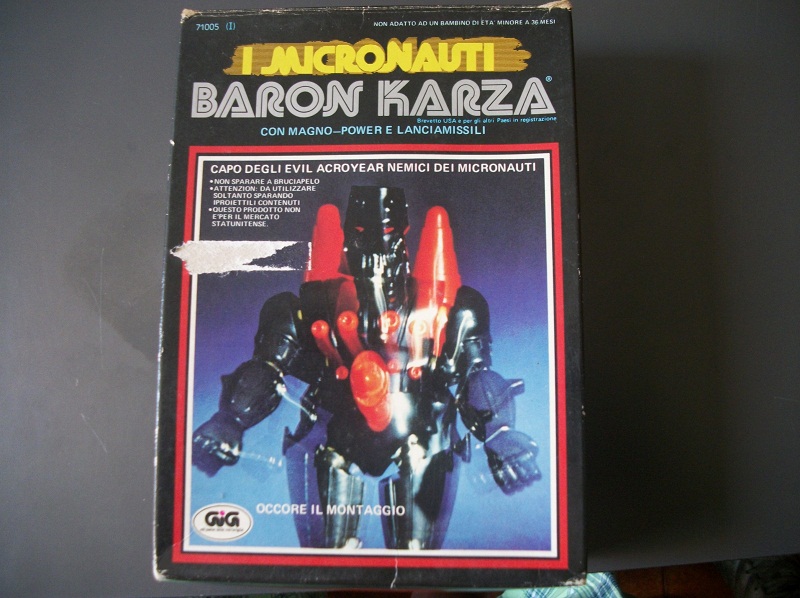 71005 (I)
NON ADATTO AD UN BAMBINO DI ETA' MINORE A 36 MESI
I MICRONAUTI
BARON KARZA®
Brevetto USA e per gli altri Paesi in registrazione
CON MAGNO-POWER E LANCIAMISSILI
CAPO DEGLI EVIL ACROYEAR NEMICI DEI MICRONAUTI
•NON SPARARE A BRUCIAPELO
•ATTENZION: DA UTILIZZARE
SOLTANTO SPARANDO
IPROIETTILI CONTENUTI
•QUESTO PRODOTTO NON
E'PER IL MERCATO
STATUNITENSE.
OCCORE IL MONTAGGIO
GiG